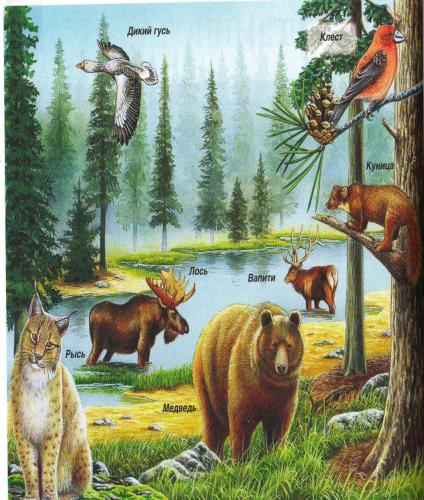 Дикий гусь
Клест
Куница
Лось
Вапити
Рысь
Медведь